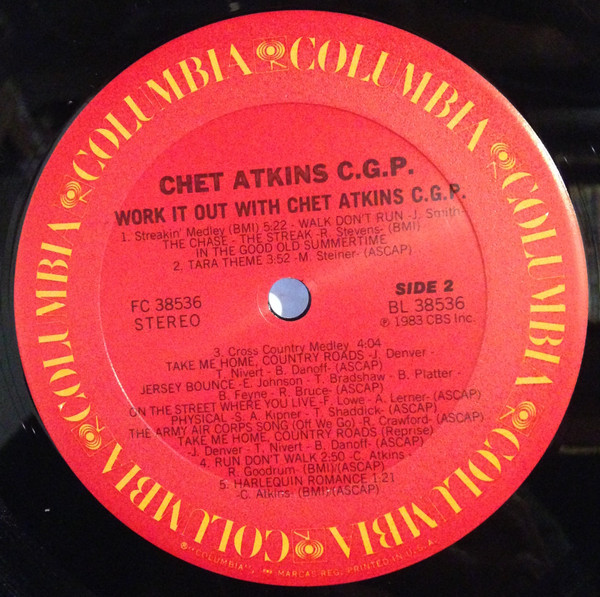 COLUMBIA COLUMBIA COLUMBIA COLUMBIA COLUMBIA COLUMBIA
CHET ATKINS C.G.P.
WORK IT OUT WITH CHET ATKINS C.G.P.
1. Streakin' Medley (BMI) 5:22 - WALK DON'T RUN -J. Smith-
THE CHASE - THE STREAK -R. Stevens- (BMI)
IN THE GOOD OLD SUMMERTIME
2. TARA THEME 3:52 -M. Steiner- (ASCAP)
FC 38536
STEREO
SIDE 2
BL 38536
℗ 1983 CBS Inc.
3. Cross Country Medley 4:04
TAKE ME HOME, COUNTRY ROADS -J. Denver -
T. Nivert - B. Danoff- (ASCAP)
JERSEY BOUNCE -E. Johnson - T. Bradshaw - B. Platter -
B. Feyne - R. Bruce- (ASCAP)
ON THE STREET WHERE YOU LIVE -F. Lowe - A. Lerner- (ASCAP)
PHYSICAL -S. A. Kipner - T. Shaddick- (ASCAP)
THE ARMY AIR CORPS SONG (Off We Go) -R. Crawford- (ASCAP)
TAKE ME HOME, COUNTRY ROADS (Reprise)
-J. Denver - T. Nivert - B. Danoff- (ASCAP)
4. RUN DON'T WALK 2:50 -C. Atkins -
R. Goodrum- (BMI)/(ASCAP)
5. HARLEQUIN ROMANCE 1:21
-C. Atkins- (BMI)/(ASCAP)
® "COLUMBIA", MARCAS REG. PRINTED IN U.S.A.